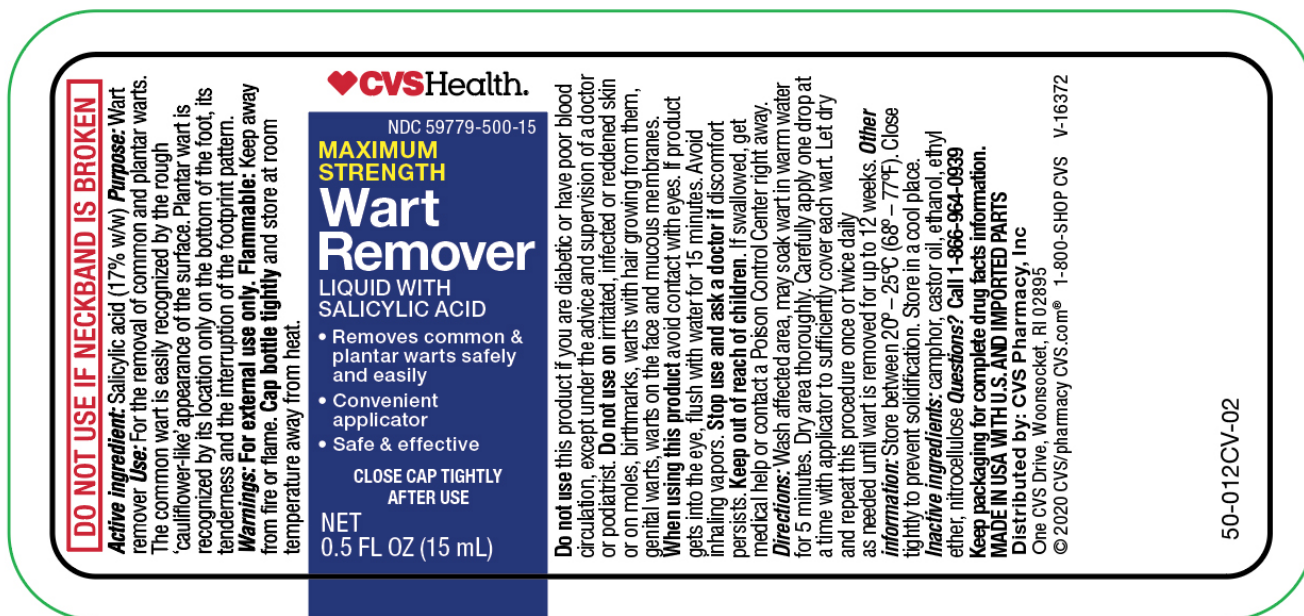 DO NOT USE IF NECKBAND IS BROKEN
Active ingredient: Salicylic acid (17% w/w) Purpose: Wart
remover Use: For the removal of common and plantar warts.
The common wart is easily recognized by the rough
‘cauliflower-like’ appearance of the surface. Plantar wart is
recognized by its location only on the bottom of the foot, its
tenderness and the interruption of the footprint pattern.
Warnings: For external use only. Flammable: Keep away
from fire or flame. Cap bottle tightly and store at room
temperature away from heat.
CVSHealth.
NDC 59779-500-15
MAXIMUM
STRENGTH
Wart
Remover
LIQUID WITH
SALICYLIC ACID
• Removes common &
plantar warts safely
and easily
• Convenient
applicator
• Safe & effective
CLOSE CAP TIGHTLY
AFTER USE
NET
0.5 FL OZ (15 mL)
Do not use this product if you are diabetic or have poor blood
circulation, except under the advice and supervision of a doctor
or podiatrist. Do not use on irritated, infected or reddened skin
or on moles, birthmarks, warts with hair growing from them,
genital warts, warts on the face and mucous membranes.
When using this product avoid contact with eyes. If product
gets into the eye, flush with water for 15 minutes. Avoid
inhaling vapors. Stop use and ask a doctor if discomfort
persists. Keep out of reach of children. If swallowed, get
medical help or contact a Poison Control Center right away.
Directions: Wash affected area, may soak wart in warm water
for 5 minutes. Dry area thoroughly. Carefully apply one drop at
a time with applicator to sufficiently cover each wart. Let dry
and repeat this procedure once or twice daily
as needed until wart is removed for up to 12 weeks. Other
information: Store between 20º – 25ºC (68º – 77ºF). Close
tightly to prevent solidification. Store in a cool place.
Inactive ingredients: camphor, castor oil, ethanol, ethyl
ether, nitrocellulose Questions? Call 1-866-964-0939
Keep packaging for complete drug facts information.
MADE IN USA WITH U.S. AND IMPORTED PARTS
Distributed by: CVS Pharmacy, Inc
One CVS Drive, Woonsocket, RI 02895
© 2020 CVS/pharmacy CVS.com® 1-800-SHOP CVS V-16372
50-012CV-02